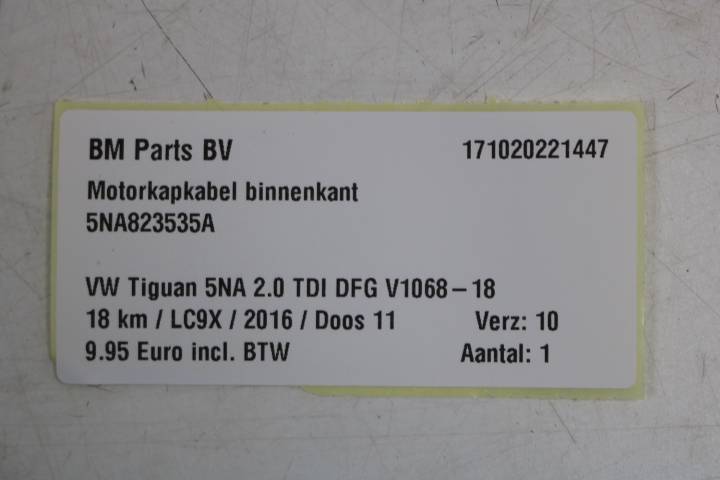 BM Parts BV 171020221447
Motorkapkabel binnenkant
5NA823535A
VW Tiguan 5NA 2.0 TDI DFG V1068-18
18 km / LC9X / 2016 / Doos 11 Verz: 10
9.95 Euro incl. BTW Aantal: 1